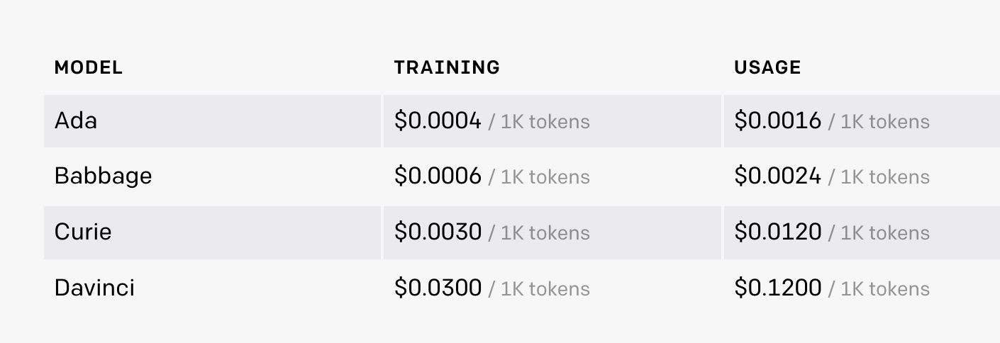 MODEL TRAINING USAGE
Ada $0.0004 / 1K tokens $0.0016 / 1K tokens
Babbage $0.0006 / 1K tokens $0.0024 / 1K tokens
Curie $0.0030 / 1K tokens $0.0120 / 1K tokens
Davinci $0.0300 / 1K tokens $0.1200 / 1K tokens